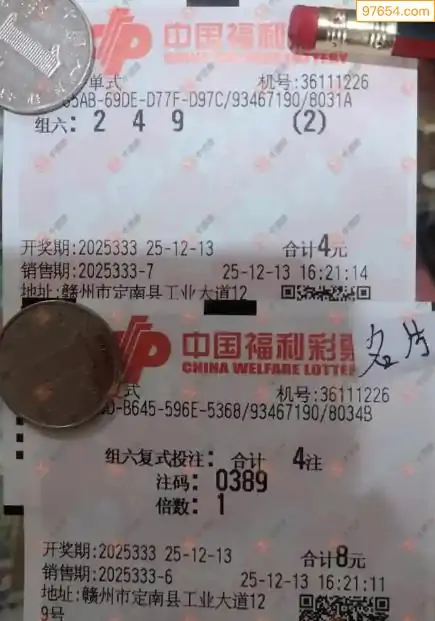 97654.com
中国福利
单式
机号:36111226
65AB-69DE-D77F-D97C/93467190/8031A
组六: 2 4 9 (2)
开奖期:2025333 25-12-13 合计4元
销售期:2025333-7 25-12-13 16:21:14
地址:赣州市定南县工业大道12
中国福利彩
CHINA WELFARE LOTTER
式
机号:36111226
D-B645-596E-5368/93467190/8034B
组六复式投注: 合计 4注
注码: 0389
倍数: 1
开奖期:2025333 25-12-13 合计8元
销售期:2025333-6 25-12-13 16:21:11
地址:赣州市定南县工业大道12
9号